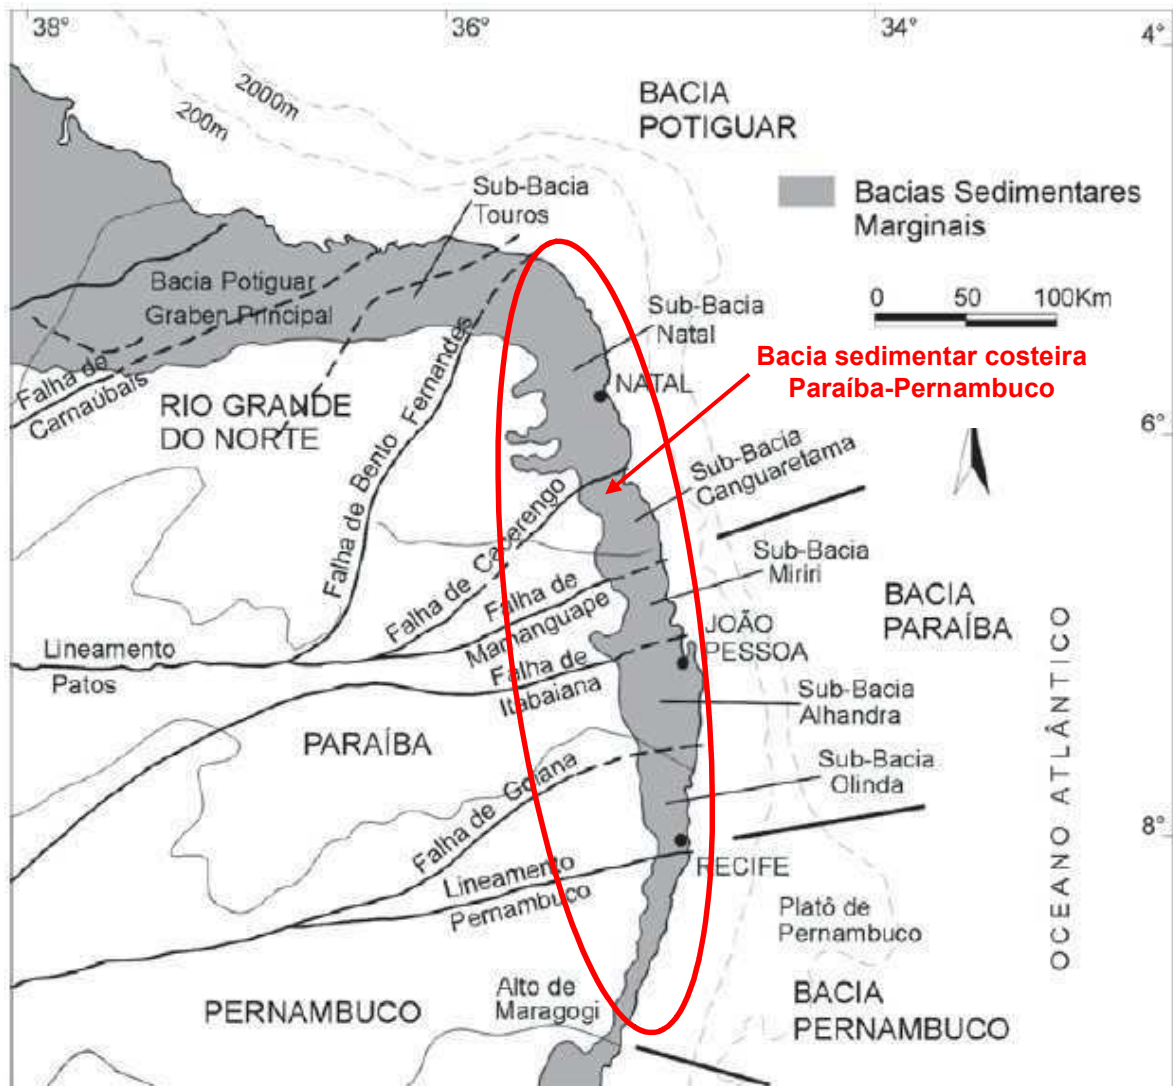 38°
36°
34°
4°
2000m
200m
BACIA
POTIGUAR
Sub-Bacia
Touros
Bacias Sedimentares
Marginais
0 50 100Km
Bacia Potiguar
Graben Principal
Sub-Bacia
Natal
Bacia sedimentar costeira
Paraíba-Pernambuco
NATAL
Falha de
Carnaúbais
RIO GRANDE
DO NORTE
Falha de Bento Fernandes
6°
Sub-Bacia
Canguaretama
Falha de Cacerengo
Sub-Bacia
Miriri
Falha de
Mamanguape
BACIA
PARAÍBA
JOÃO
PESSOA
Lineamento
Patos
Falha de
Itabaiana
Sub-Bacia
Alhandra
PARAÍBA
Sub-Bacia
Olinda
Falha de Goiana
OCEANO ATLÂNTICO
8°
RECIFE
Lineamento
Pernambuco
Platô de
Pernambuco
Alto de
Maragogi
PERNAMBUCO
BACIA
PERNAMBUCO